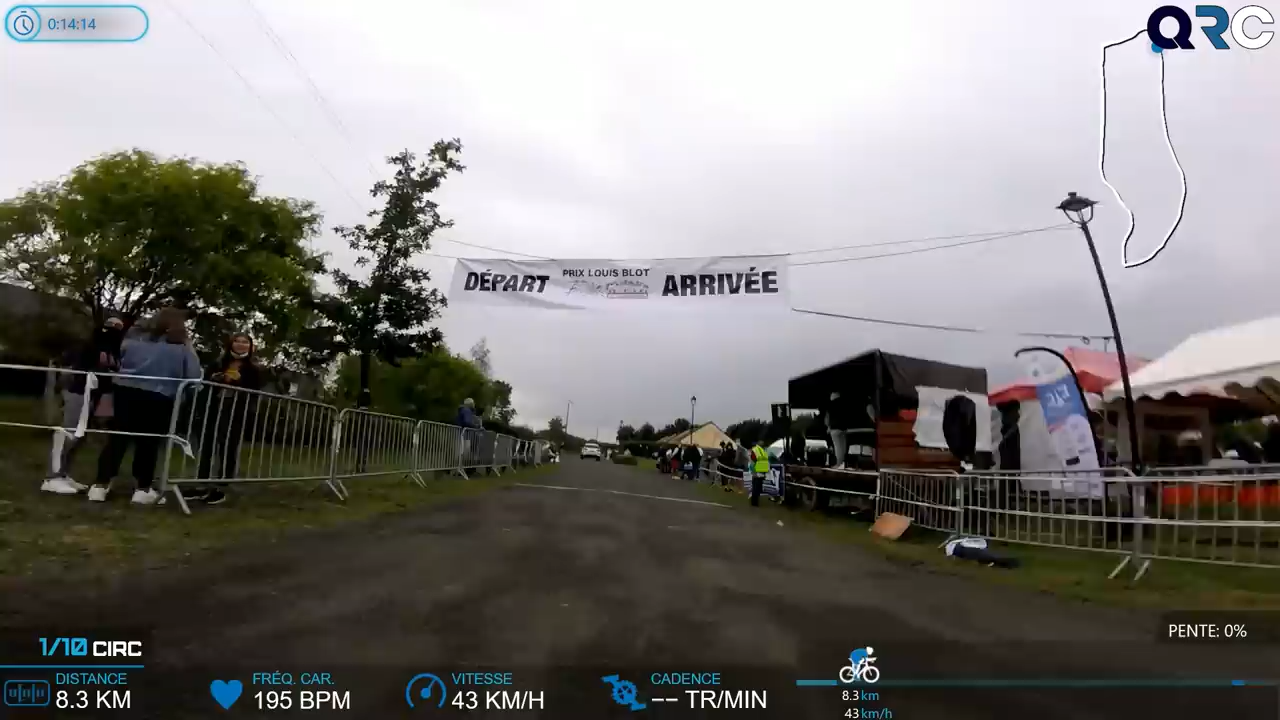 0:14:14
QRC
DÉPART PRIX LOUIS BLOT ARRIVÉE
PENTE: 0%
1/10 CIRC
DISTANCE
8.3 KM
FRÉQ. CAR.
195 BPM
VITESSE
43 KM/H
CADENCE
-- TR/MIN
8.3 km
43 km/h